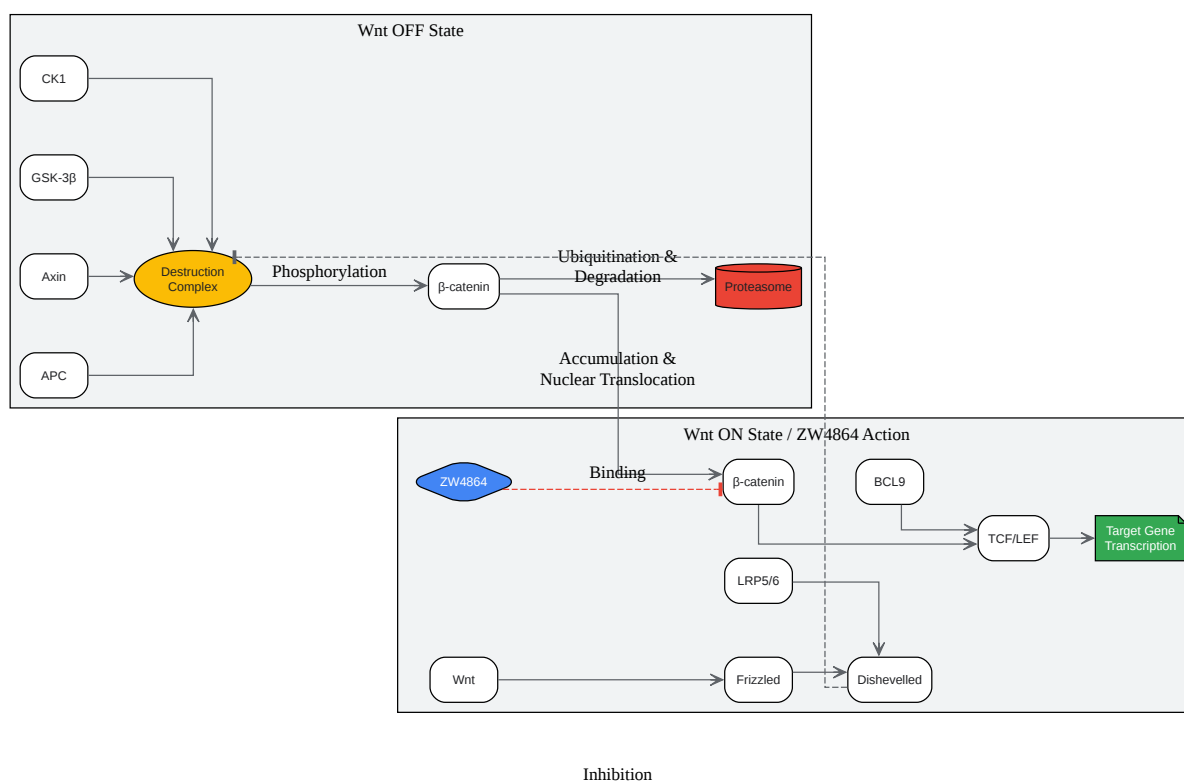 Wnt OFF State
CK1
GSK-3β
Axin
APC
Destruction
Complex
Phosphorylation
β-catenin
Ubiquitination &
Degradation
Proteasome
Accumulation &
Nuclear Translocation
Wnt ON State / ZW4864 Action
ZW4864
Binding
β-catenin
BCL9
TCF/LEF
Target Gene
Transcription
LRP5/6
Wnt
Frizzled
Dishevelled
Inhibition